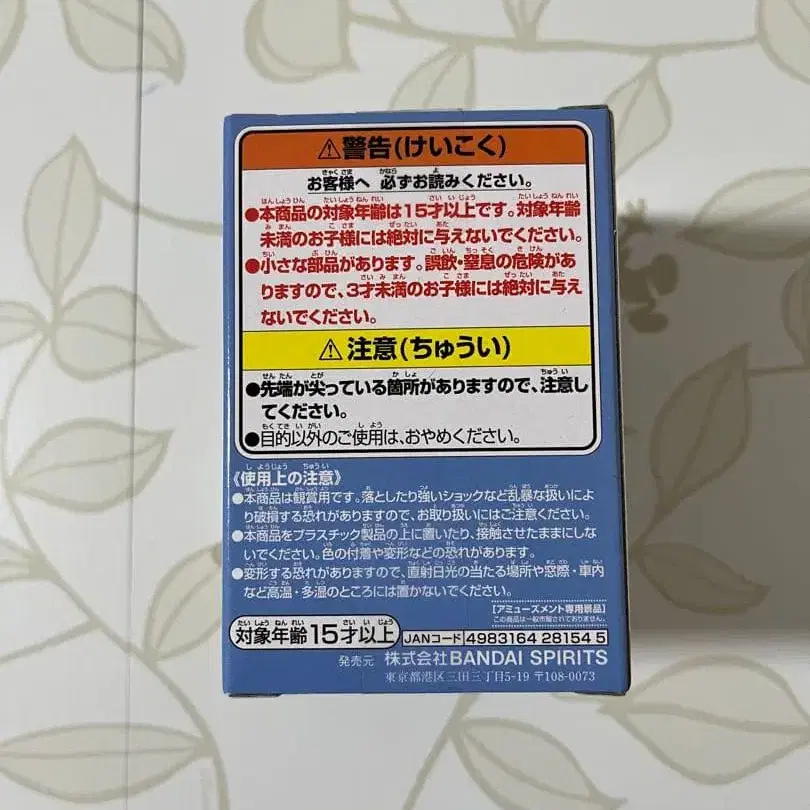 ⚠警告(けいこく)
お客様へ 必ずお読みください。
●本商品の対象年齢は15才以上です。対象年齢
未満のお子様には絶対に与えないでください。
●小さな部品があります。誤飲・窒息の危険があ
りますので、3才未満のお子様には絶対に与え
ないでください。
⚠注意(ちゅうい)
●先端が尖っている箇所がありますので、注意し
てください。
●目的以外のご使用は、おやめください。
《使用上の注意》
●本商品は観賞用です。落としたり強いショックなど乱暴な扱いによ
り破損する恐れがありますので、お取り扱いにはご注意ください。
●本商品をプラスチック製品の上に置いたり、接触させたままにしな
いでください。色の付着や変形などの恐れがあります。
●変形する恐れがありますので、直射日光の当たる場所や窓際・車内
など高温・多湿のところには置かないでください。
[アミューズメント専用景品]
この商品は一般市販されておりません。
対象年齢15才以上
JANコード 4983164 28154 5
発売元 株式会社BANDAI SPIRITS
東京都港区三田三丁目5-19 〒108-0073